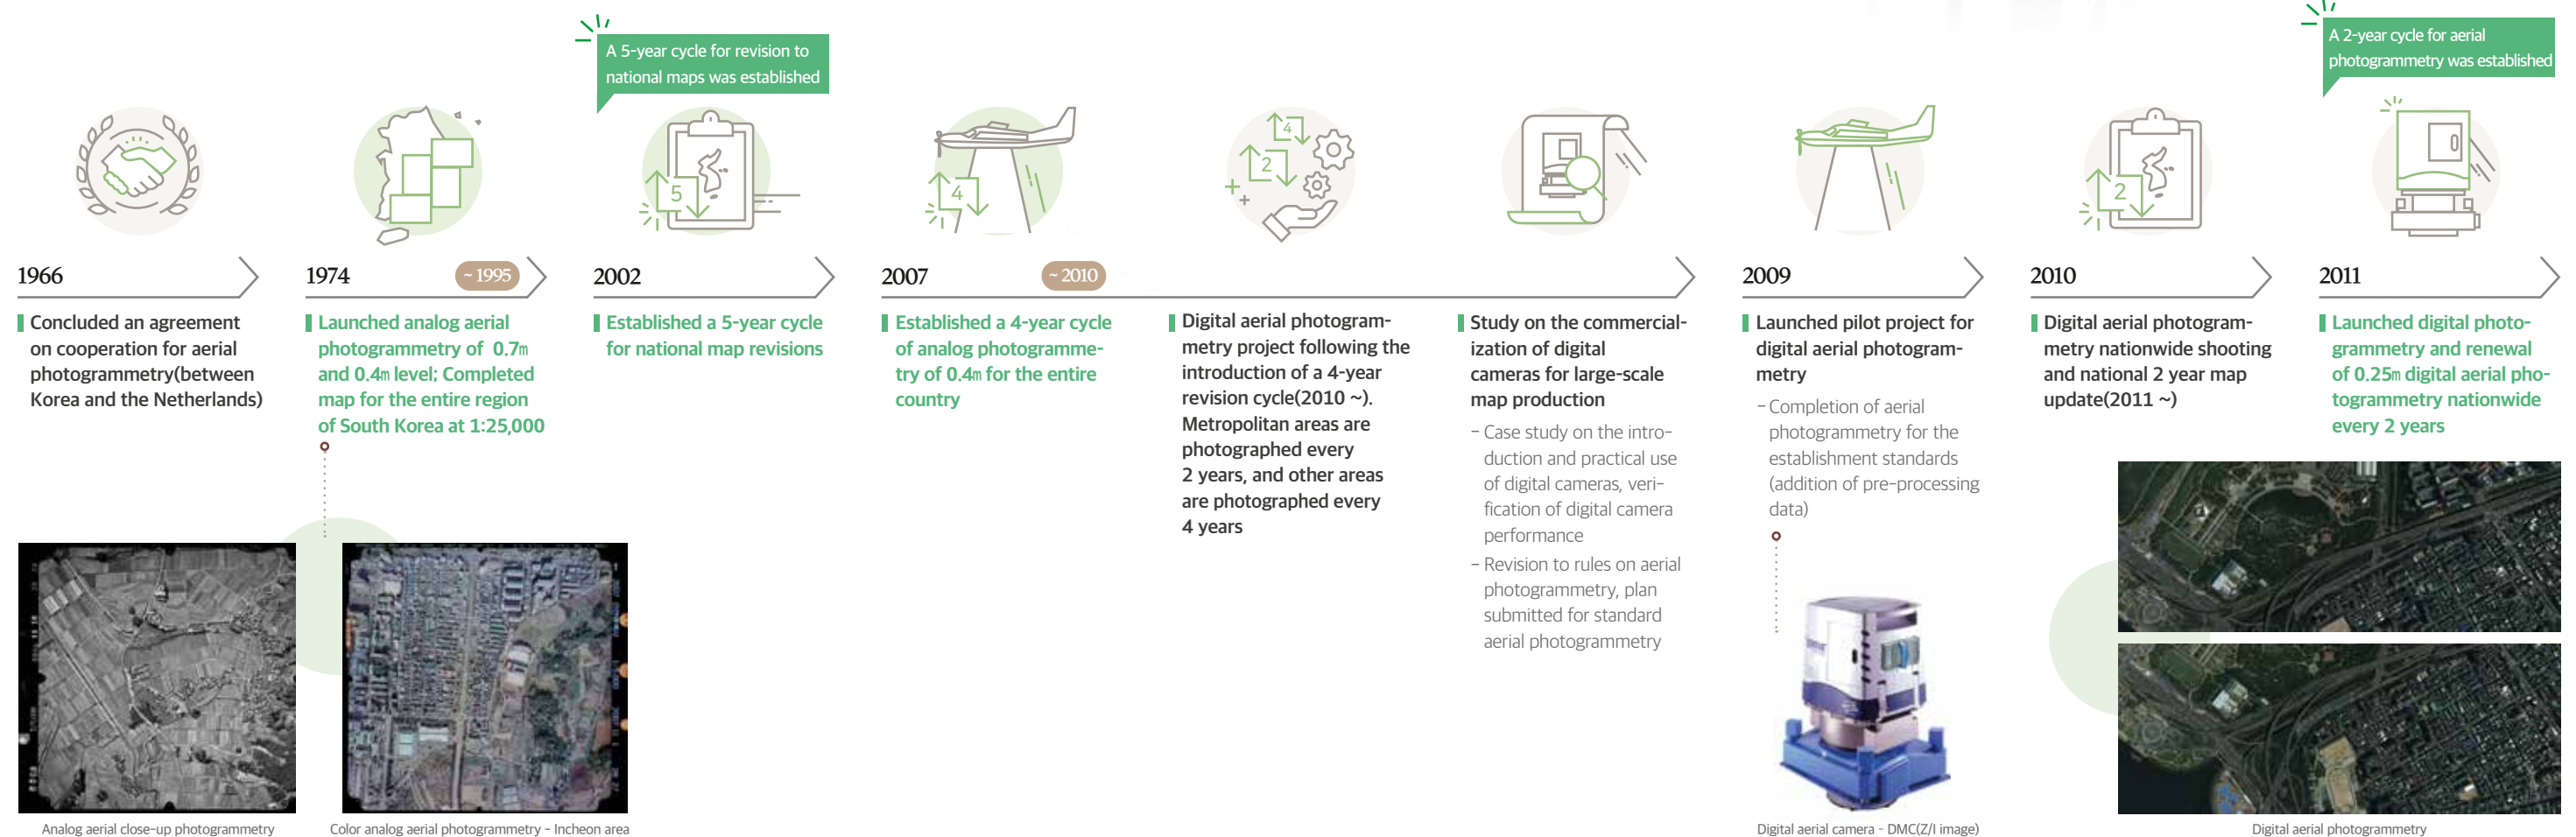 A 5-year cycle for revision to
national maps was established
A 2-year cycle for aerial
photogrammetry was established
5
4
4
2
2
1966
Concluded an agreement
on cooperation for aerial
photogrammetry(between
Korea and the Netherlands)
1974
~ 1995
Launched analog aerial
photogrammetry of 0.7m
and 0.4m level; Completed
map for the entire region
of South Korea at 1:25,000
2002
Established a 5-year cycle
for national map revisions
2007
~ 2010
Established a 4-year cycle
of analog photogramme-
try of 0.4m for the entire
country
Digital aerial photogram-
metry project following the
introduction of a 4-year
revision cycle(2010 ~).
Metropolitan areas are
photographed every
2 years, and other areas
are photographed every
4 years
Study on the commercial-
ization of digital
cameras for large-scale
map production
- Case study on the intro-
duction and practical use
of digital cameras, veri-
fication of digital camera
performance
- Revision to rules on aerial
photogrammetry, plan
submitted for standard
aerial photogrammetry
2009
Launched pilot project for
digital aerial photogram-
metry
- Completion of aerial
photogrammetry for the
establishment standards
(addition of pre-processing
data)
2010
Digital aerial photogram-
metry nationwide shooting
and national 2 year map
update(2011 ~)
2011
Launched digital photo-
grammetry and renewal
of 0.25m digital aerial pho-
togrammetry nationwide
every 2 years
Analog aerial close-up photogrammetry
Color analog aerial photogrammetry - Incheon area
Digital aerial camera - DMC(Z/I image)
Digital aerial photogrammetry